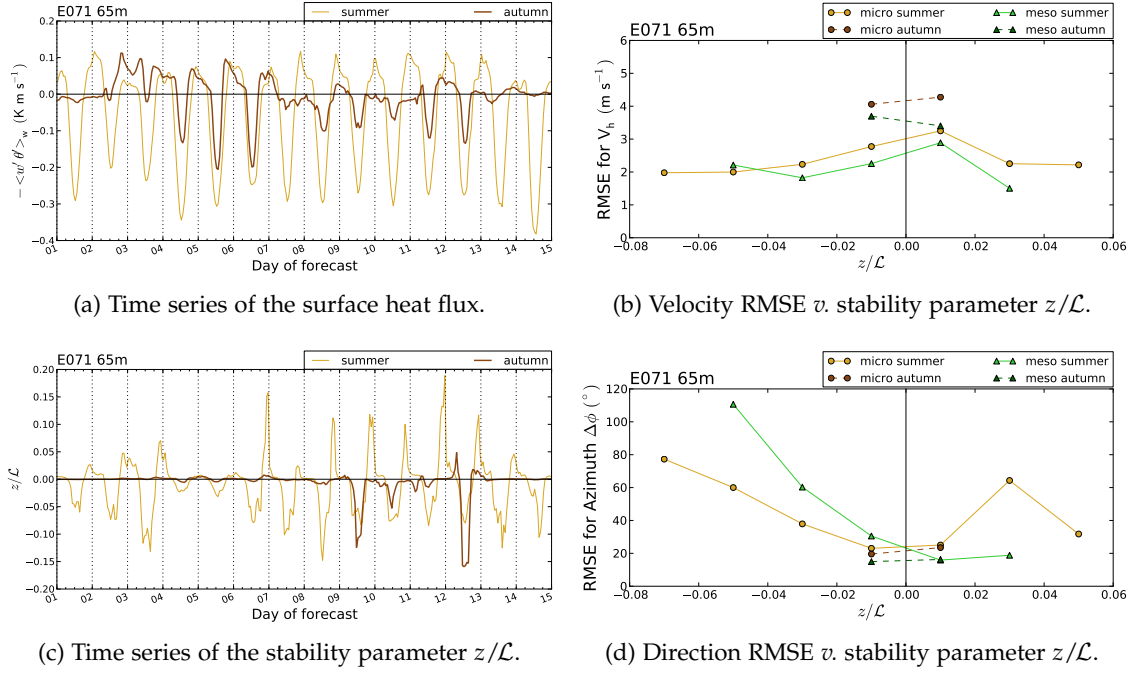 E071 65m
summer
autumn
− <w′ θ′ >w (K m s−1)
0.1
0.0
−0.1
−0.2
−0.3
−0.4
01 02 03 04 05 06 07 08 09 10 11 12 13 14 15
Day of forecast
(a) Time series of the surface heat flux.
E071 65m
micro summer
micro autumn
meso summer
meso autumn
RMSE for Vh (m s−1)
6
5
4
3
2
1
0
−0.08 −0.06 −0.04 −0.02 0.00 0.02 0.04 0.06
z/ℒ
(b) Velocity RMSE v. stability parameter z/ℒ.
E071 65m
summer
autumn
z/ℒ
0.20
0.15
0.10
0.05
0.00
−0.05
−0.10
−0.15
−0.20
01 02 03 04 05 06 07 08 09 10 11 12 13 14 15
Day of forecast
(c) Time series of the stability parameter z/ℒ.
E071 65m
micro summer
micro autumn
meso summer
meso autumn
RMSE for Azimuth Δϕ (°)
120
100
80
60
40
20
0
−0.08 −0.06 −0.04 −0.02 0.00 0.02 0.04 0.06
z/ℒ
(d) Direction RMSE v. stability parameter z/ℒ.